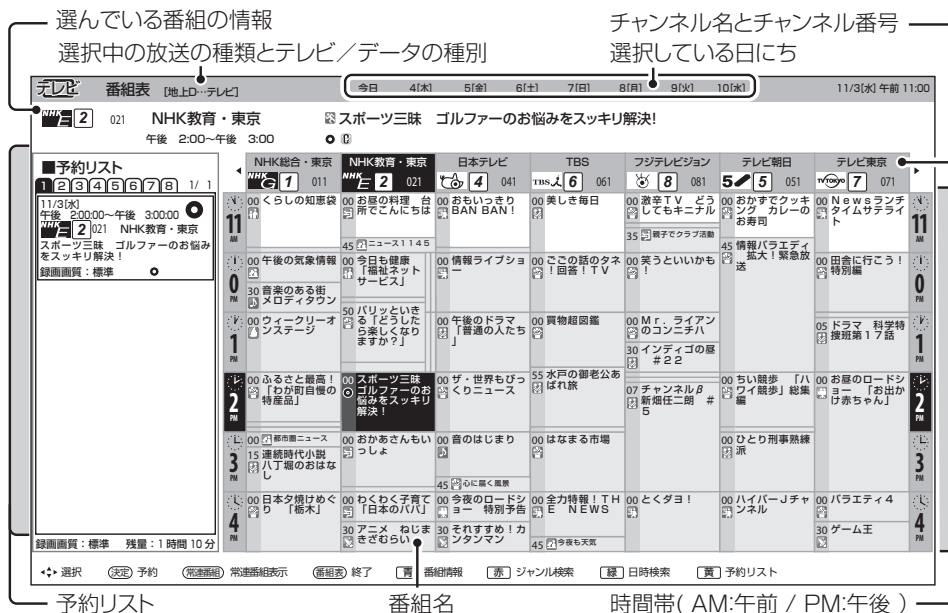 選んでいる番組の情報
チャンネル名とチャンネル番号
選択中の放送の種類とテレビ／データの種別
選択している日にち
テレビ 番組表 [地上D…テレビ] 今日 4[木] 5[金] 6[土] 7[日] 8[月] 9[火] 10[水] 11/3[水] 午前 11:00
NHK E 2 021 NHK教育・東京 スポーツ三昧 ゴルファーのお悩みをスッキリ解決!
午後 2:00～午後 3:00
■予約リスト
1 2 3 4 5 6 7 8 1/ 1
11/3[水]
午後 2:00:00～午後 3:00:00
NHK E 2 021 NHK教育・東京
スポーツ三昧 ゴルファーのお悩み
をスッキリ解決！
録画画質：標準
録画画質：標準 残量：1時間10分
NHK総合・東京 NHK教育・東京 日本テレビ TBS フジテレビジョン テレビ朝日 テレビ東京
NHK G 1 011 NHK E 2 021 4 041 TBS 6 061 8 081 5 5 051 TV TOKYO 7 071
11 AM
00 くらしの知恵袋
00 お昼の料理 台
所でこんにちは
45 ニュース1145
00 おもいっきり
BAN BAN！
00 美しき毎日
00 激辛TV どう
してもキニナル
35 親子でクラブ活動
00 おかずでクッキ
ング カレーの
お寿司
45 情報バラエティ
拡大！緊急放
送
00 Newsランチ
タイムサテライ
ト
11 AM
0 PM
00 午後の気象情報
30 音楽のある街
メロディタウン
00 今日も健康
「福祉ネット
サービス」
50 パリッといき
る「どうした
ら楽しくなり
ますか？」
00 情報ライブショ
ー
00 ごごの話のタネ
！回答！TV
00 笑うといいかも
！
00 田舎に行こう！
特別編
0 PM
1 PM
00 ウィークリーオ
ンステージ
00 午後のドラマ
「普通の人たち
」
00 買物超図鑑
55 水戸の御老公あ
ばれ旅
00 Mr．ライアン
のコンニチハ
30 インディゴの昼
＃22
05 ドラマ 科学特
捜班第17話
1 PM
2 PM
00 ふるさと最高！
「わが町自慢の
特産品」
00 スポーツ三昧
ゴルファーのお
悩みをスッキリ
解決！
00 ザ・世界もびっ
くりニュース
07 チャンネルβ
新畑任二朗 ＃
5
00 ちい競歩 「ハ
ワイ競歩」総集
編
00 お昼のロードシ
ョー 「お出か
け赤ちゃん」
2 PM
3 PM
00 都市圏ニュース
15 連続時代小説
八丁堀のおはな
し
00 おかあさんもい
っしょ
00 音のはじまり
45 心に届く風景
00 はなまる市場
00 ひとり刑事熟練
派
3 PM
4 PM
00 日本夕焼けめぐ
り 「栃木」
00 わくわく子育て
「日本のパパ」
30 アニメ ねじま
きざむらい
00 今夜のロードシ
ョー 特別予告
30 それすすめ！カ
ンタンマン
00 全力特報！TH
E NEWS
45 今夜も天気
00 とくダヨ！
00 ハイパーJチャ
ンネル
00 バラエティ4
30 ゲーム王
4 PM
選択 決定 予約 常連番組 常連番組表示 番組表 終了 青 番組情報 赤 ジャンル検索 緑 日時検索 黄 予約リスト
予約リスト
番組名
時間帯( AM:午前 / PM:午後 )